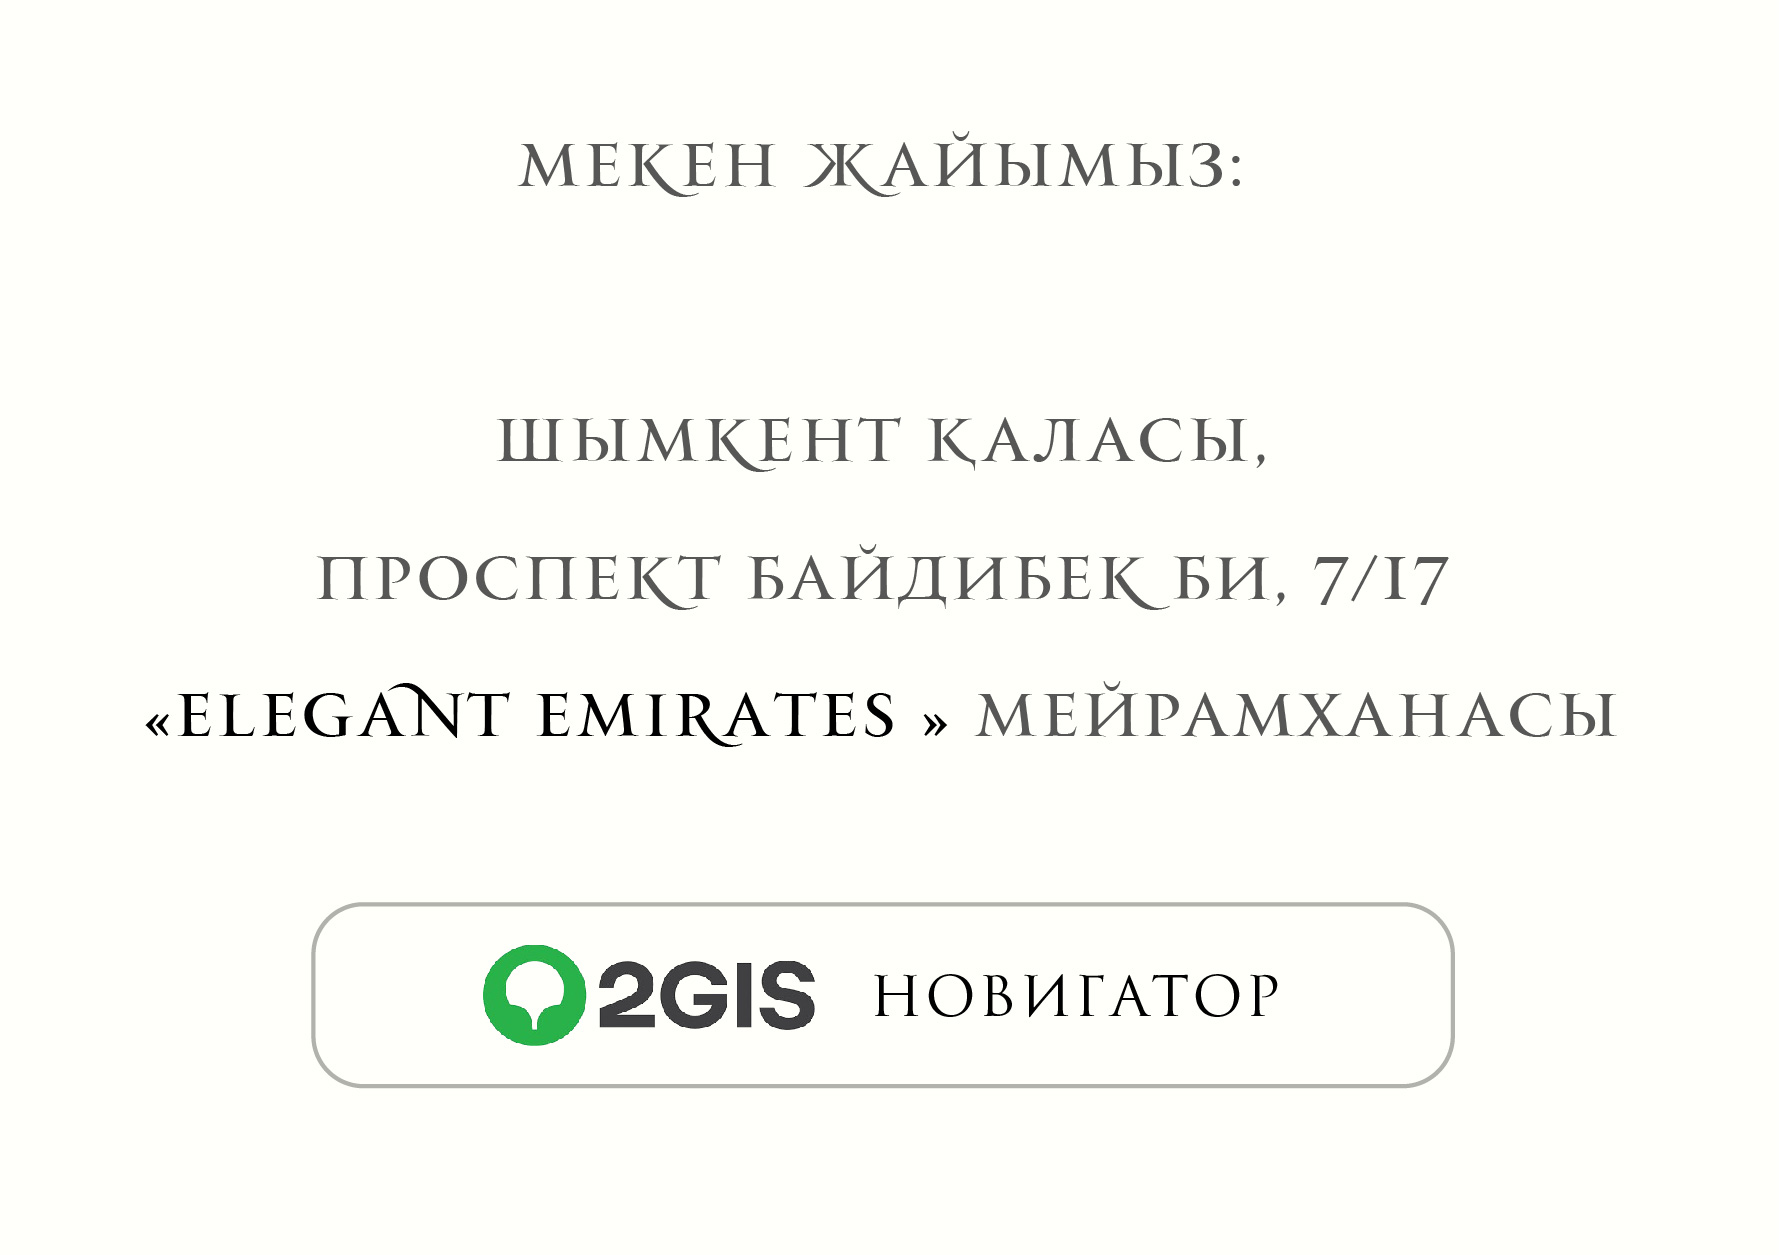 МЕКЕН ЖАЙЫМЫЗ:
ШЫМКЕНТ ҚАЛАСЫ,
ПРОСПЕКТ БАЙДИБЕК БИ, 7/17
«ELEGANT EMIRATES » МЕЙРАМХАНАСЫ
2GIS НОВИГАТОР